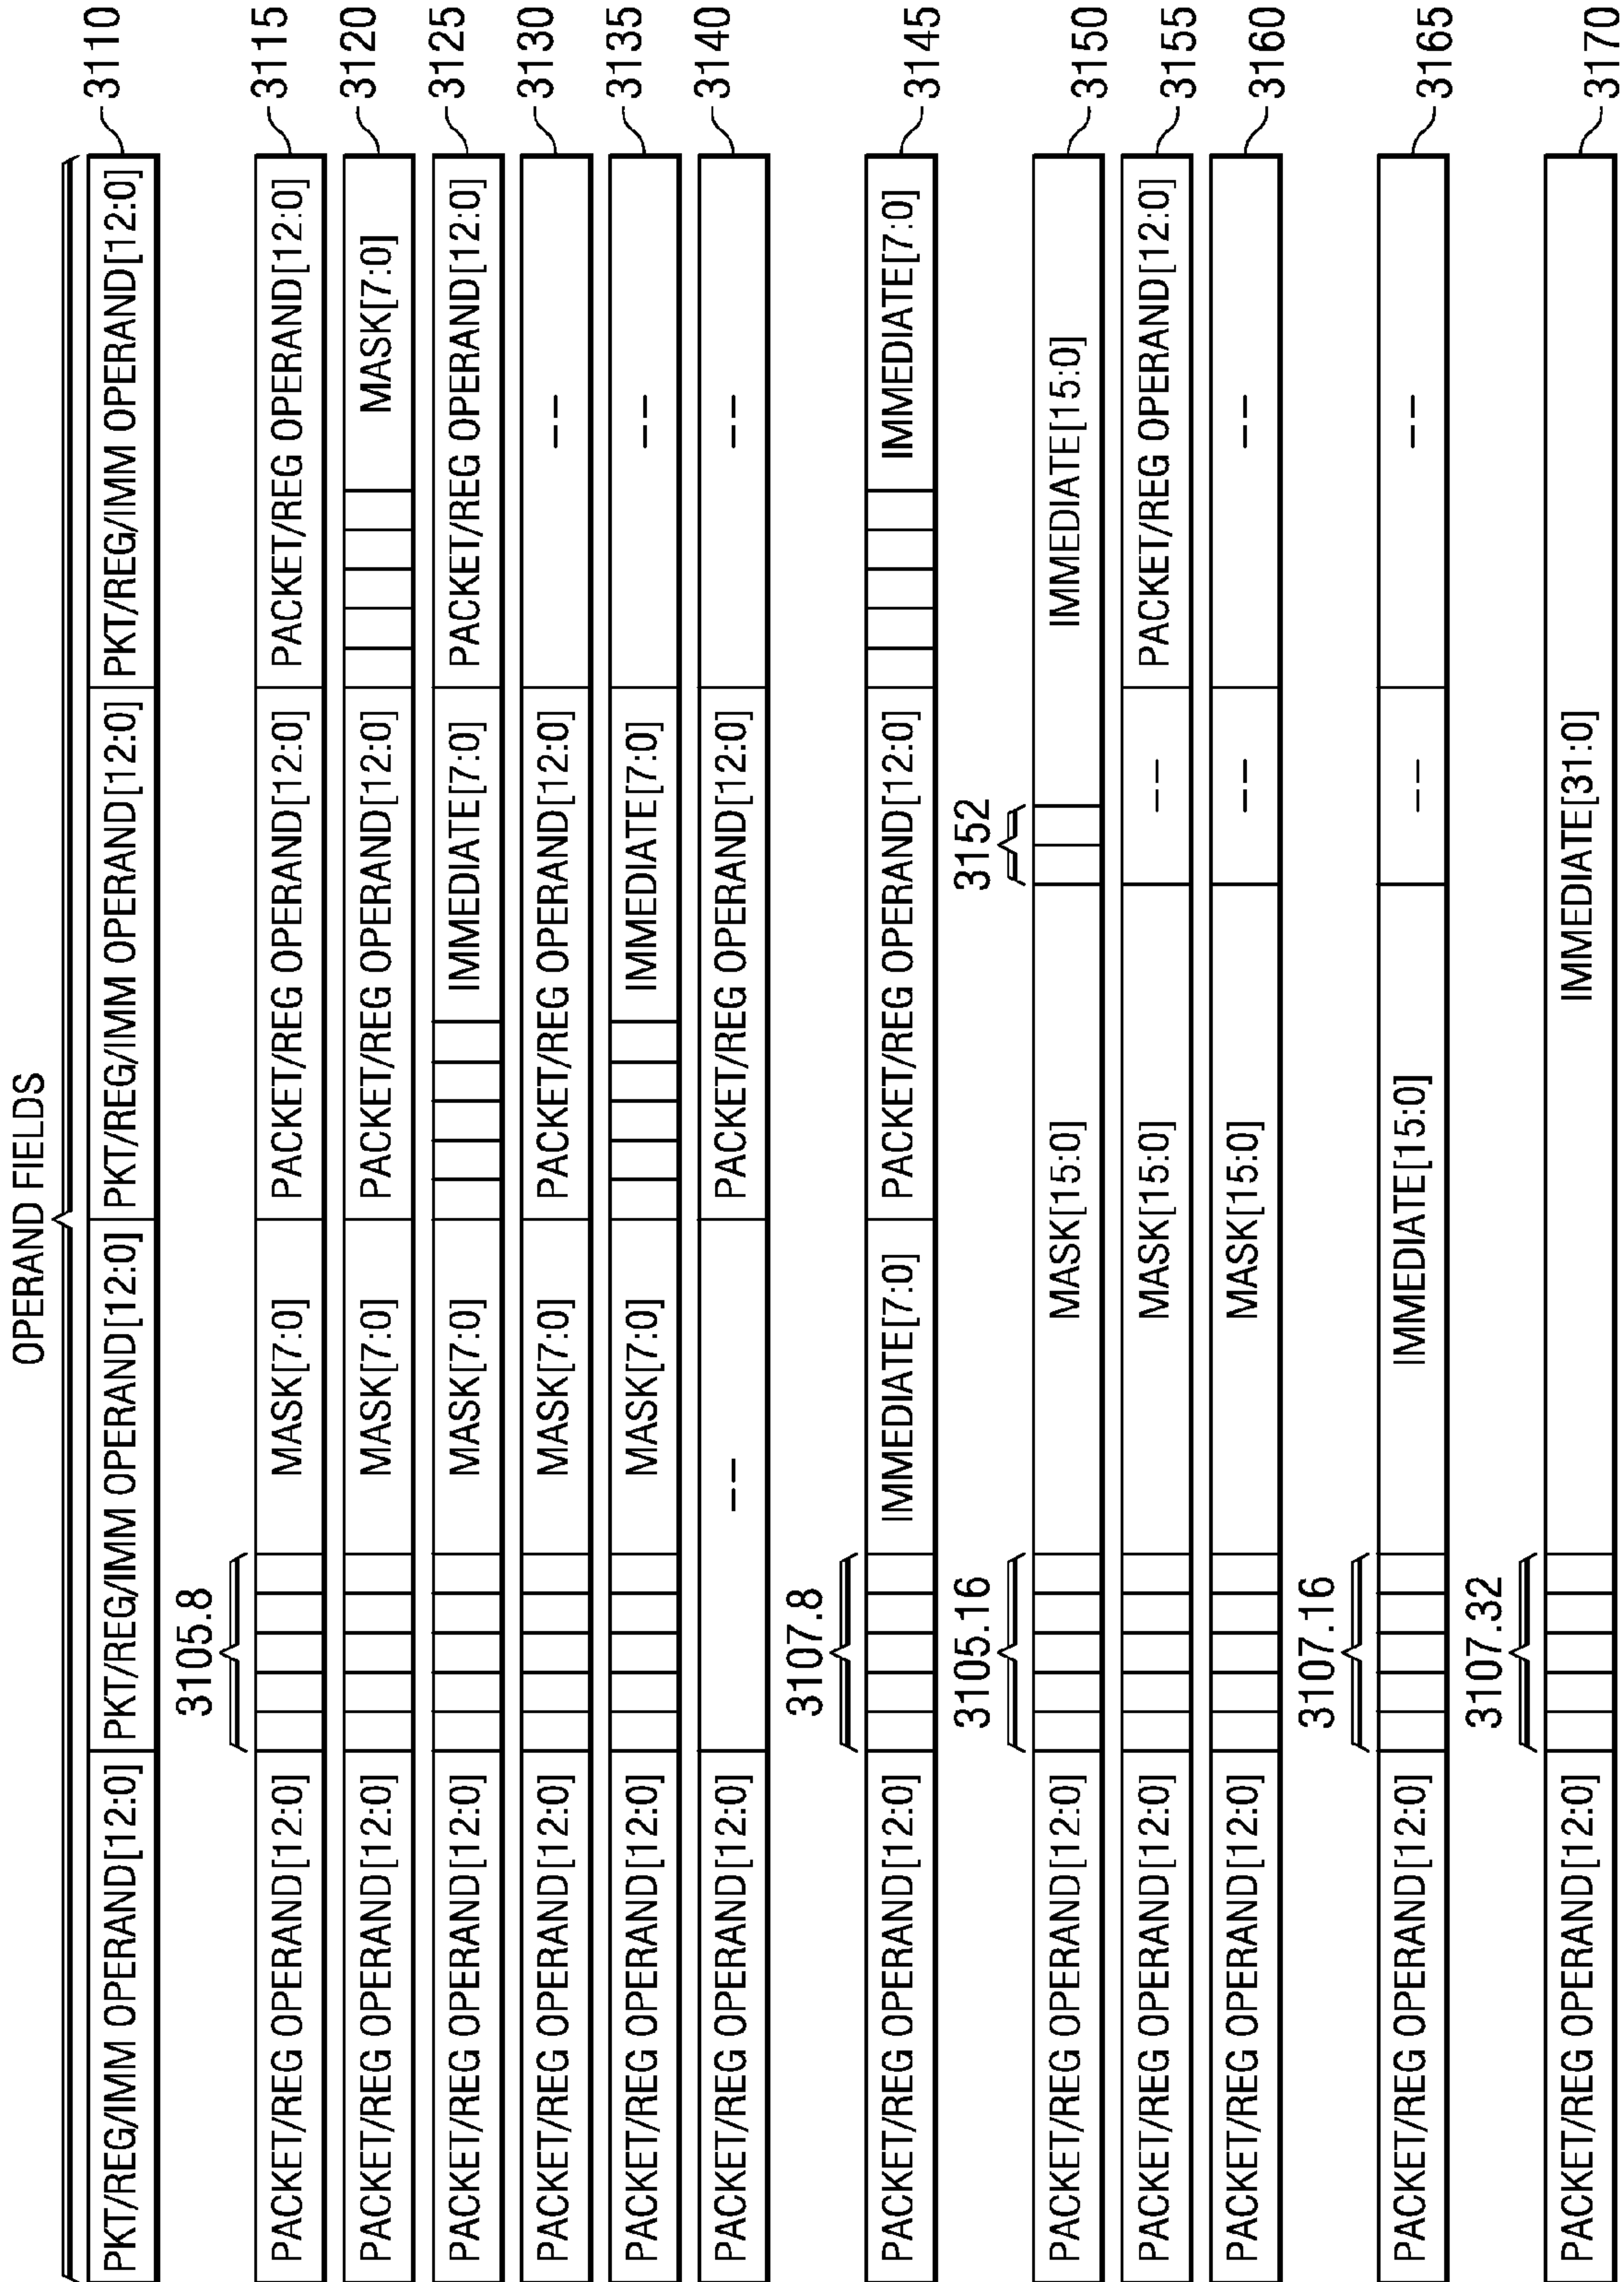 OPERAND FIELDS
PKT/REG/IMM OPERAND[12:0] PKT/REG/IMM OPERAND[12:0] PKT/REG/IMM OPERAND[12:0] PKT/REG/IMM OPERAND[12:0] 3110
3105.8
PACKET/REG OPERAND[12:0] MASK[7:0] PACKET/REG OPERAND[12:0] PACKET/REG OPERAND[12:0] 3115
PACKET/REG OPERAND[12:0] MASK[7:0] PACKET/REG OPERAND[12:0] MASK[7:0] 3120
PACKET/REG OPERAND[12:0] MASK[7:0] IMMEDIATE[7:0] PACKET/REG OPERAND[12:0] 3125
PACKET/REG OPERAND[12:0] MASK[7:0] PACKET/REG OPERAND[12:0] -- 3130
PACKET/REG OPERAND[12:0] MASK[7:0] IMMEDIATE[7:0] -- 3135
PACKET/REG OPERAND[12:0] -- PACKET/REG OPERAND[12:0] -- 3140
3107.8
PACKET/REG OPERAND[12:0] IMMEDIATE[7:0] PACKET/REG OPERAND[12:0] IMMEDIATE[7:0] 3145
3105.16 3152
PACKET/REG OPERAND[12:0] MASK[15:0] IMMEDIATE[15:0] 3150
PACKET/REG OPERAND[12:0] MASK[15:0] -- PACKET/REG OPERAND[12:0] 3155
PACKET/REG OPERAND[12:0] MASK[15:0] -- -- 3160
3107.16
PACKET/REG OPERAND[12:0] IMMEDIATE[15:0] -- -- 3165
3107.32
PACKET/REG OPERAND[12:0] IMMEDIATE[31:0] 3170